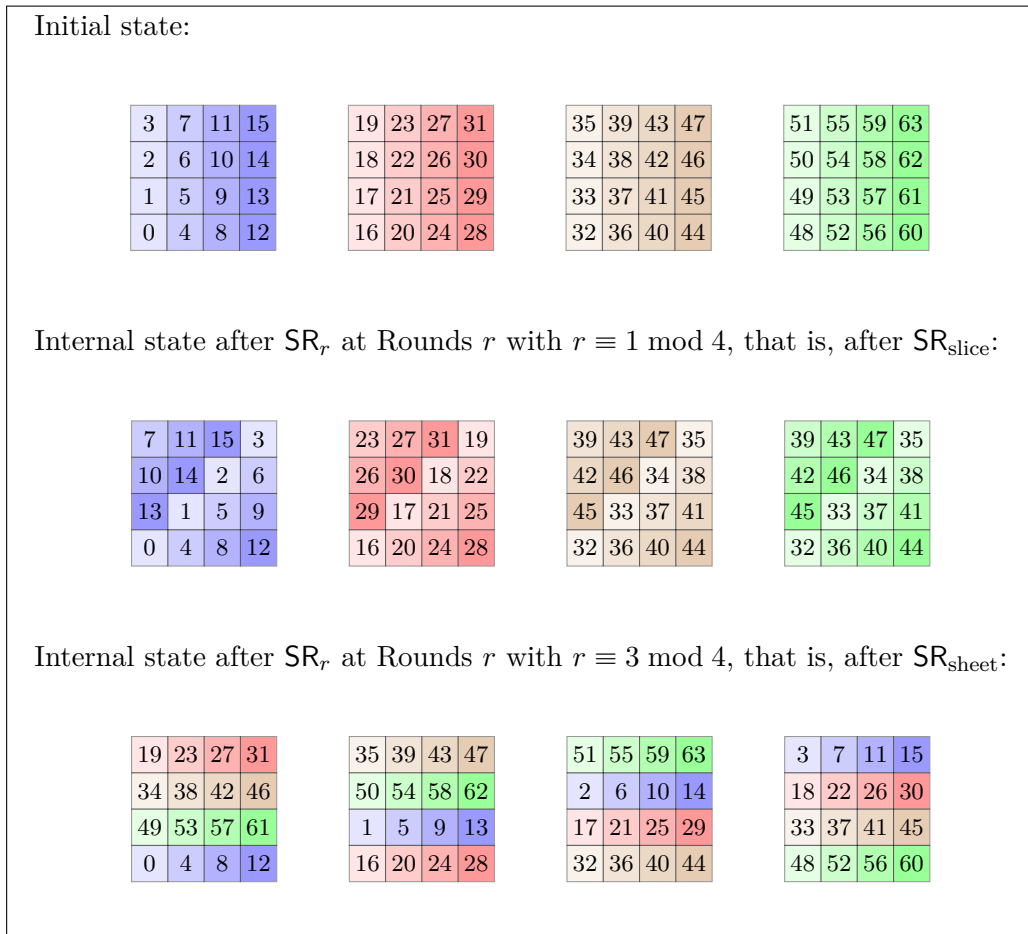 Initial state:
3 7 11 15 19 23 27 31 35 39 43 47 51 55 59 63
2 6 10 14 18 22 26 30 34 38 42 46 50 54 58 62
1 5 9 13 17 21 25 29 33 37 41 45 49 53 57 61
0 4 8 12 16 20 24 28 32 36 40 44 48 52 56 60
Internal state after SR_r at Rounds r with r ≡ 1 mod 4, that is, after SR_slice:
7 11 15 3 23 27 31 19 39 43 47 35 39 43 47 35
10 14 2 6 26 30 18 22 42 46 34 38 42 46 34 38
13 1 5 9 29 17 21 25 45 33 37 41 45 33 37 41
0 4 8 12 16 20 24 28 32 36 40 44 32 36 40 44
Internal state after SR_r at Rounds r with r ≡ 3 mod 4, that is, after SR_sheet:
19 23 27 31 35 39 43 47 51 55 59 63 3 7 11 15
34 38 42 46 50 54 58 62 2 6 10 14 18 22 26 30
49 53 57 61 1 5 9 13 17 21 25 29 33 37 41 45
0 4 8 12 16 20 24 28 32 36 40 44 48 52 56 60